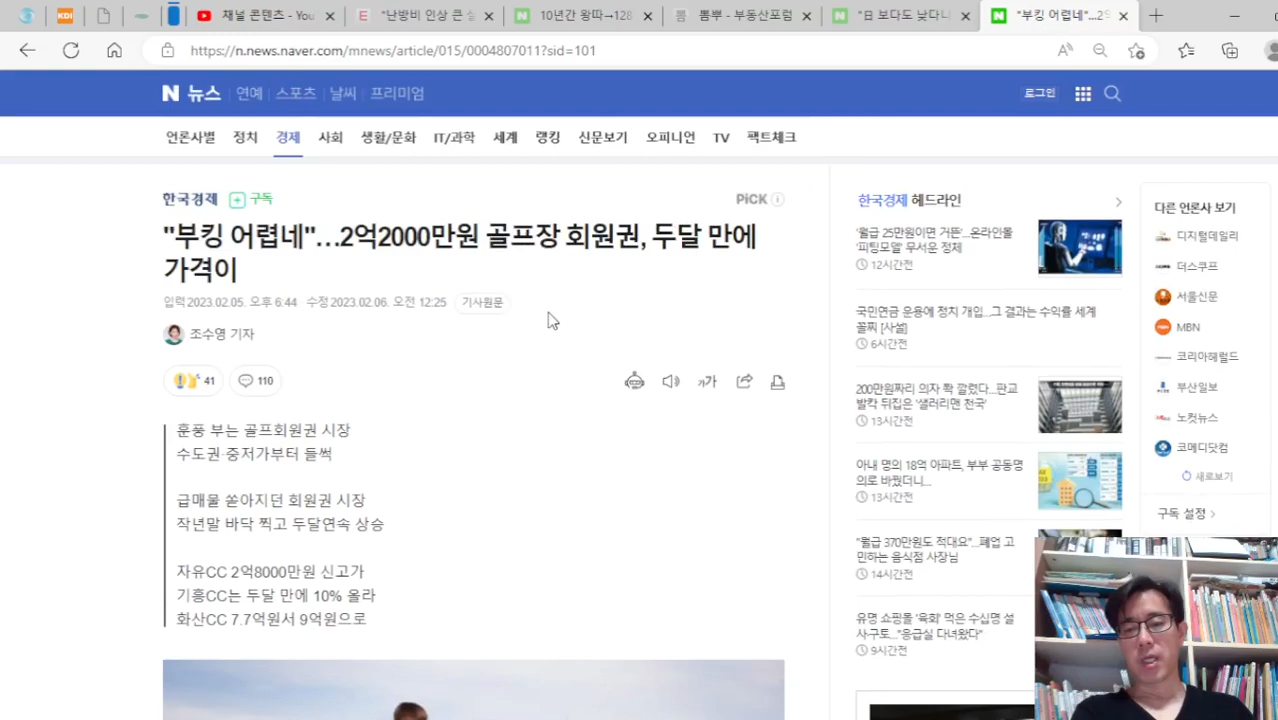 KDI
채널 콘텐츠 - You
"난방비 인상 큰 실
10년간 왕따→128
뽐뿌 - 부동산포럼
"日 보다도 낮다니
"부킹 어렵네"...2억
https://n.news.naver.com/mnews/article/015/0004807011?sid=101
N 뉴스 연예 스포츠 날씨 프리미엄
로그인
언론사별 정치 경제 사회 생활/문화 IT/과학 세계 랭킹 신문보기 오피니언 TV 팩트체크
한국경제 구독
PiCK
"부킹 어렵네"…2억2000만원 골프장 회원권, 두달 만에
가격이
입력2023.02.05. 오후 6:44 수정2023.02.06. 오전 12:25 기사원문
조수영 기자
41 110
가가
훈풍 부는 골프회원권 시장
수도권·중저가부터 들썩
급매물 쏟아지던 회원권 시장
작년말 바닥 찍고 두달연속 상승
자유CC 2억8000만원 신고가
기흥CC는 두달 만에 10% 올라
화산CC 7.7억원서 9억원으로
한국경제 헤드라인
'월급 25만원이면 거뜬'...온라인몰
'피팅모델' 무서운 정체
12시간전
국민연금 운용에 정치 개입...그 결과는 수익률 세계
꼴찌 [사설]
6시간전
200만원짜리 의자 쫙 깔렸다...판교
발칵 뒤집은 '샐러리맨 천국'
13시간전
아내 명의 18억 아파트, 부부 공동명
의로 바꿨더니...
13시간전
"월급 370만원도 적대요"...폐업 고
민하는 음식점 사장님
14시간전
유명 쇼핑몰 '육회' 먹은 수십명 설
사·구토..."응급실 다녀왔다"
9시간전
다른 언론사 보기
디지털데일리
더스쿠프
서울신문
MBN
코리아헤럴드
부산일보
노컷뉴스
코메디닷컴
새로보기
구독 설정